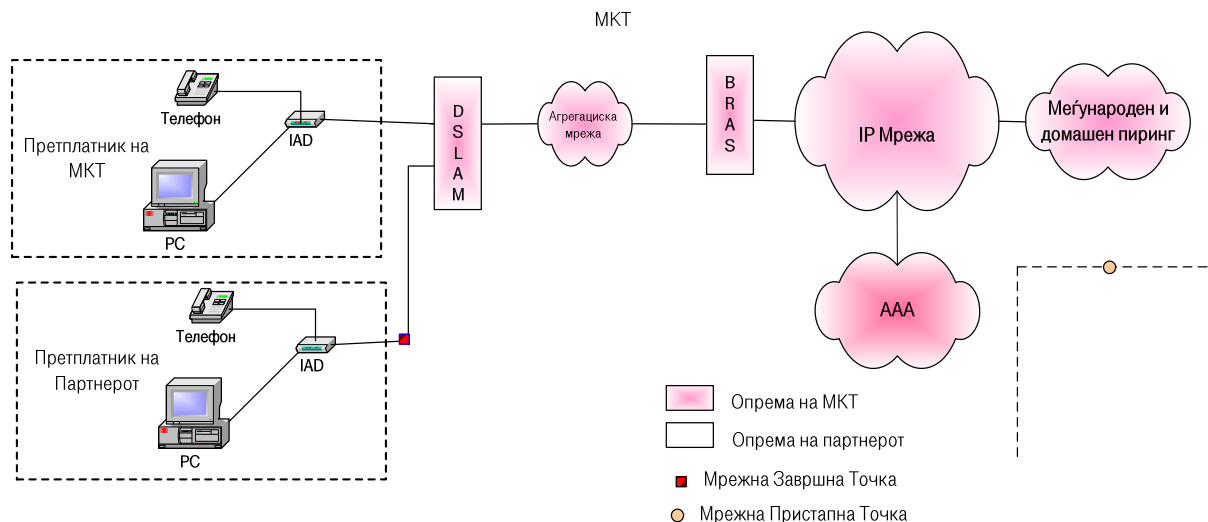 МКТ
Телефон
IAD
Претплатник на
МКТ
PC
D
S
L
A
M
Агрегациска
мрежа
B
R
A
S
IP Мрежа
Меѓународен и
домашен пиринг
Телефон
IAD
Претплатник на
Партнерот
PC
AAA
Опрема на МКТ
Опрема на партнерот
Мрежна Завршна Точка
Мрежна Пристапна Точка